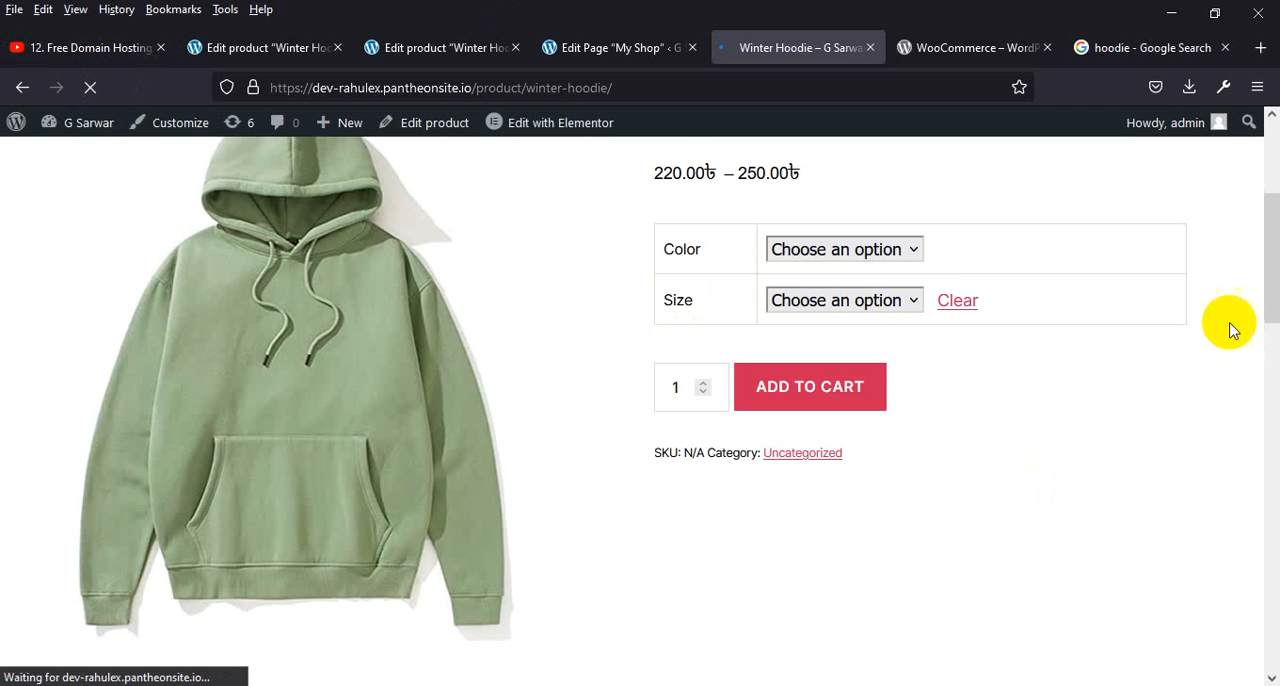 File Edit View History Bookmarks Tools Help
12. Free Domain Hosting
Edit product “Winter Hoo
Edit product “Winter Hoo
Edit Page “My Shop” ‹ G
Winter Hoodie – G Sarwa
WooCommerce – WordP
hoodie - Google Search
https://dev-rahulex.pantheonsite.io/product/winter-hoodie/
G Sarwar Customize 6 0 New Edit product Edit with Elementor Howdy, admin
220.00৳ – 250.00৳
Color Choose an option
Size Choose an option Clear
1 ADD TO CART
SKU: N/A Category: Uncategorized
Waiting for dev-rahulex.pantheonsite.io...